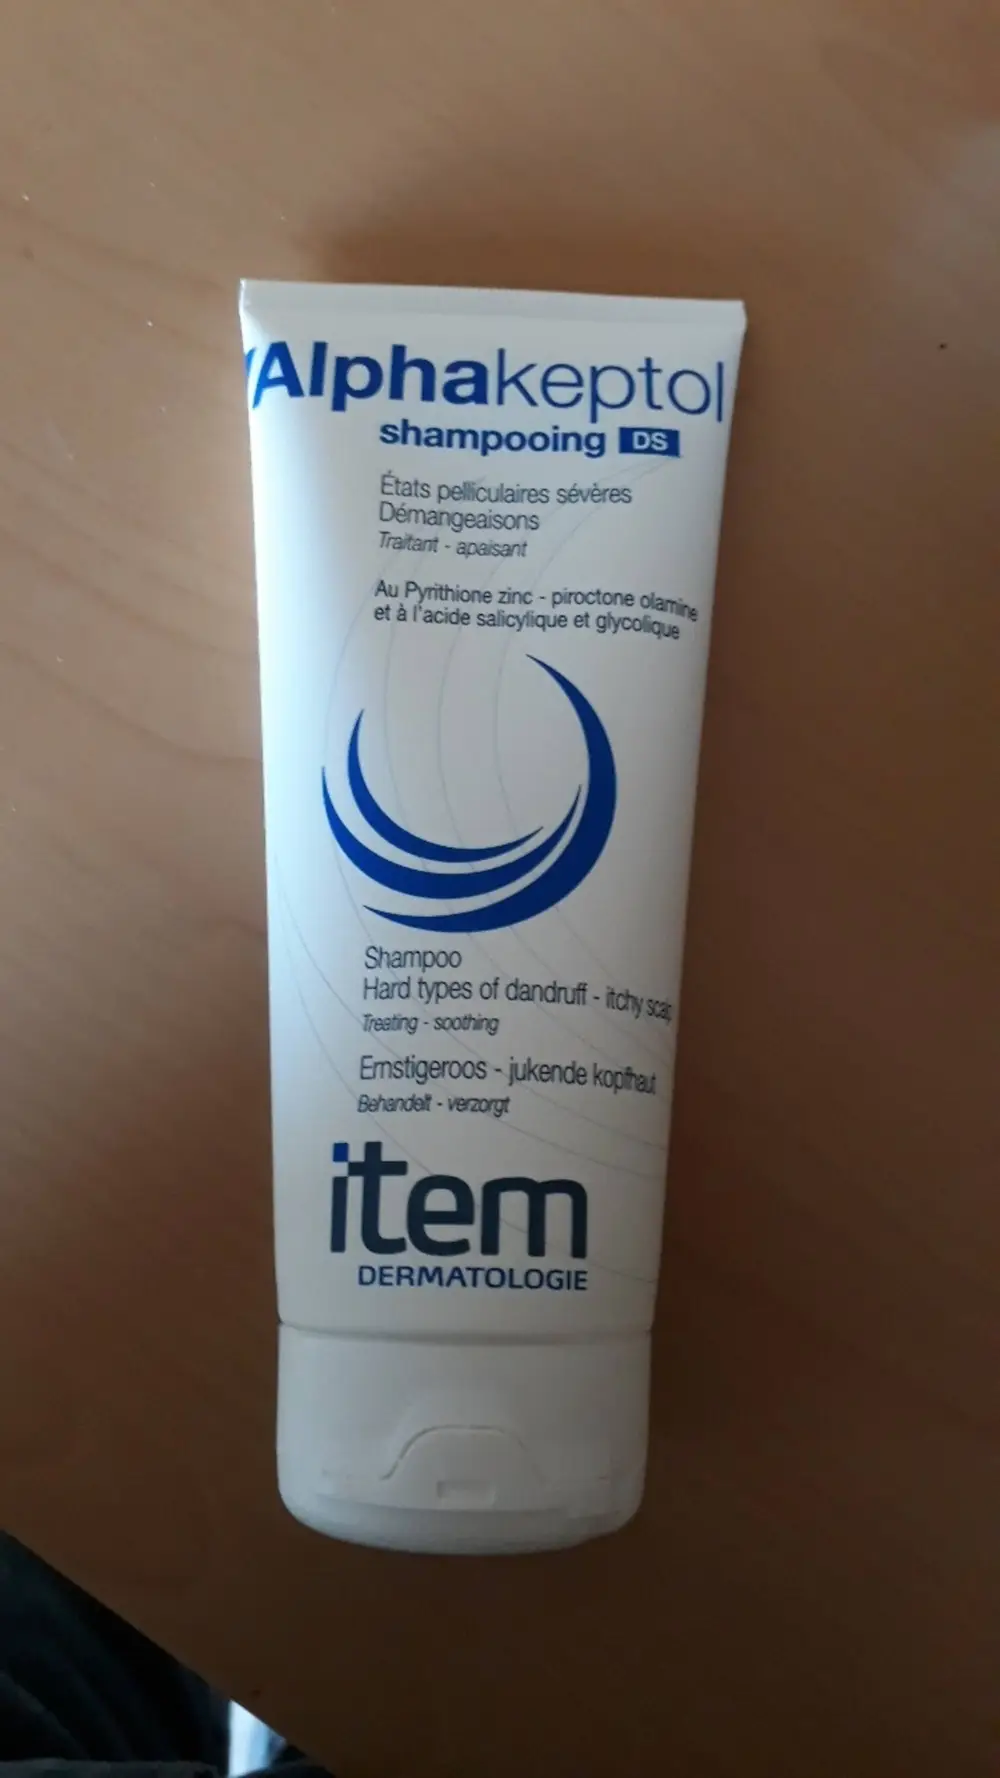 Alphakeptol
shampooing DS
États pelliculaires sévères
Démangeaisons
Traitant - apaisant
Au Pyrithione zinc - piroctone olamine
et à l'acide salicylique et glycolique
Shampoo
Hard types of dandruff - itchy scalp
Treating - soothing
Ernstigeroos - jukende kopfhaut
Behandelt - verzorgt
item
DERMATOLOGIE